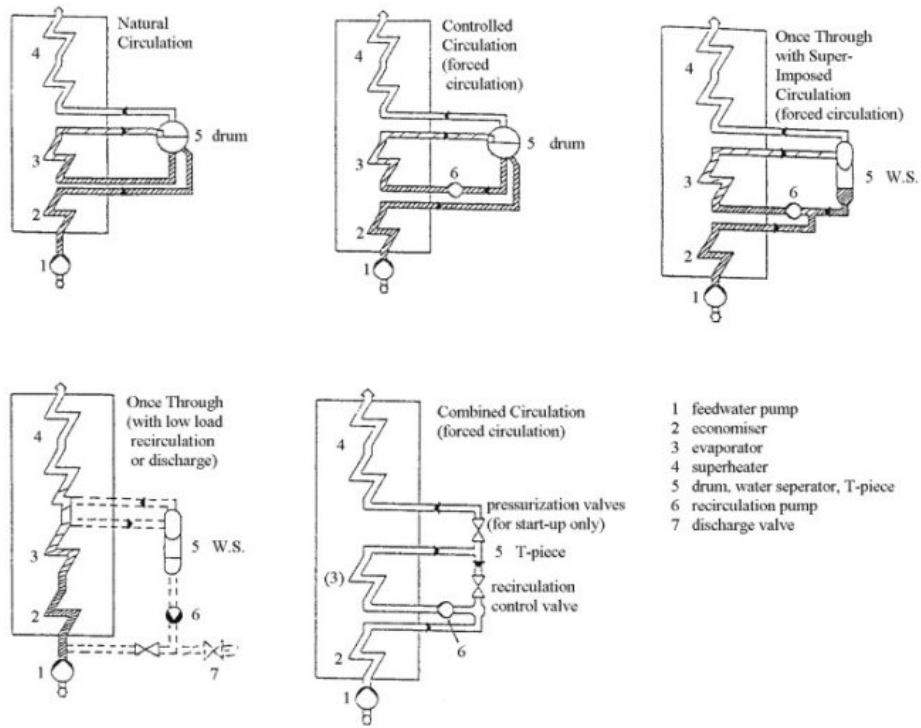 Natural
Circulation
4
5 drum
3
2
1
Controlled
Circulation
(forced
circulation)
4
5 drum
3
6
2
1
Once Through
with Super-
Imposed
Circulation
(forced circulation)
4
3
5 W.S.
6
2
1
Once Through
(with low load
recirculation
or discharge)
4
5 W.S.
3
2
6
1
7
Combined Circulation
(forced circulation)
4
pressurization valves
(for start-up only)
5 T-piece
(3)
recirculation
control valve
2
6
1
1 feedwater pump
2 economiser
3 evaporator
4 superheater
5 drum, water seperator, T-piece
6 recirculation pump
7 discharge valve